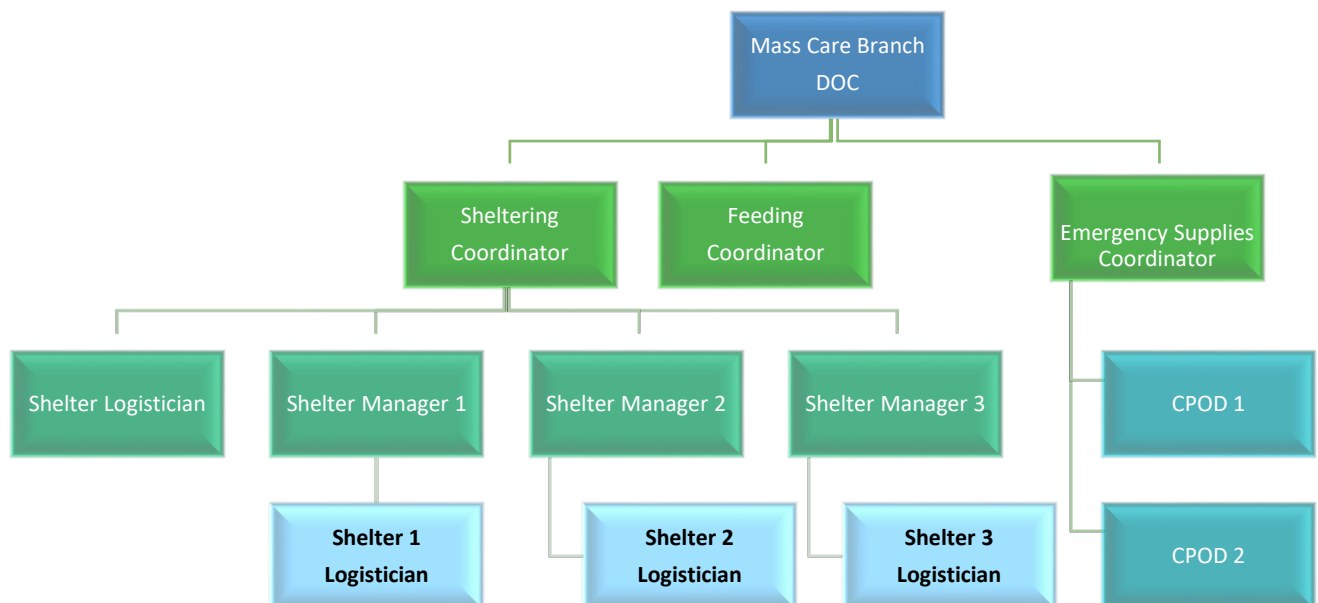 Mass Care Branch
DOC
Sheltering
Coordinator
Feeding
Coordinator
Emergency Supplies
Coordinator
Shelter Logistician
Shelter Manager 1
Shelter Manager 2
Shelter Manager 3
CPOD 1
Shelter 1
Logistician
Shelter 2
Logistician
Shelter 3
Logistician
CPOD 2